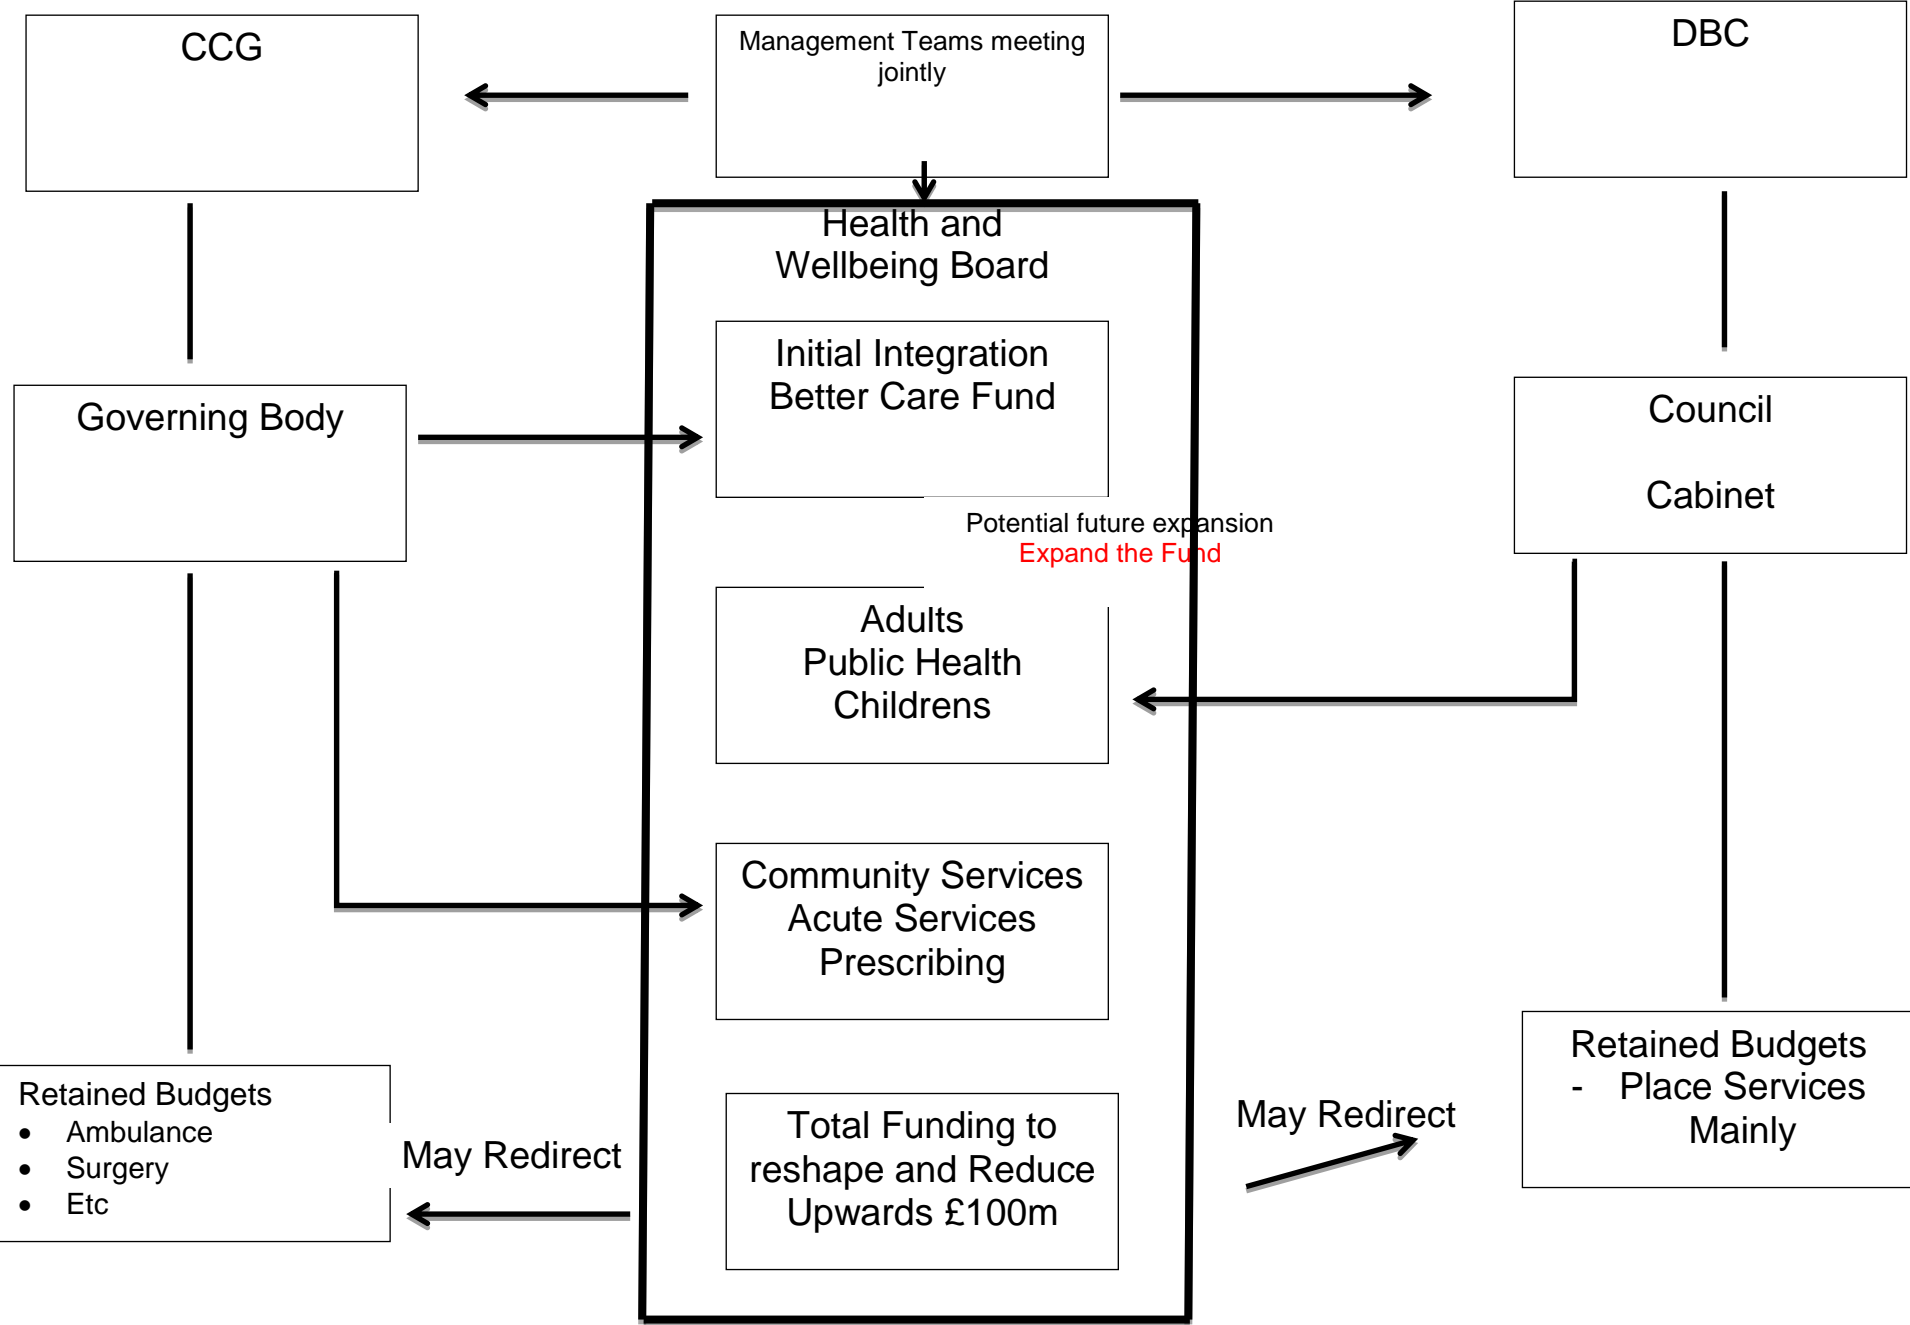 CCG
Management Teams meeting
jointly
DBC
Health and
Wellbeing Board
Initial Integration
Better Care Fund
Governing Body
Council
Cabinet
Potential future expansion
Expand the Fund
Adults
Public Health
Childrens
Community Services
Acute Services
Prescribing
Retained Budgets
• Ambulance
• Surgery
• Etc
May Redirect
Total Funding to
reshape and Reduce
Upwards £100m
May Redirect
Retained Budgets
- Place Services
Mainly